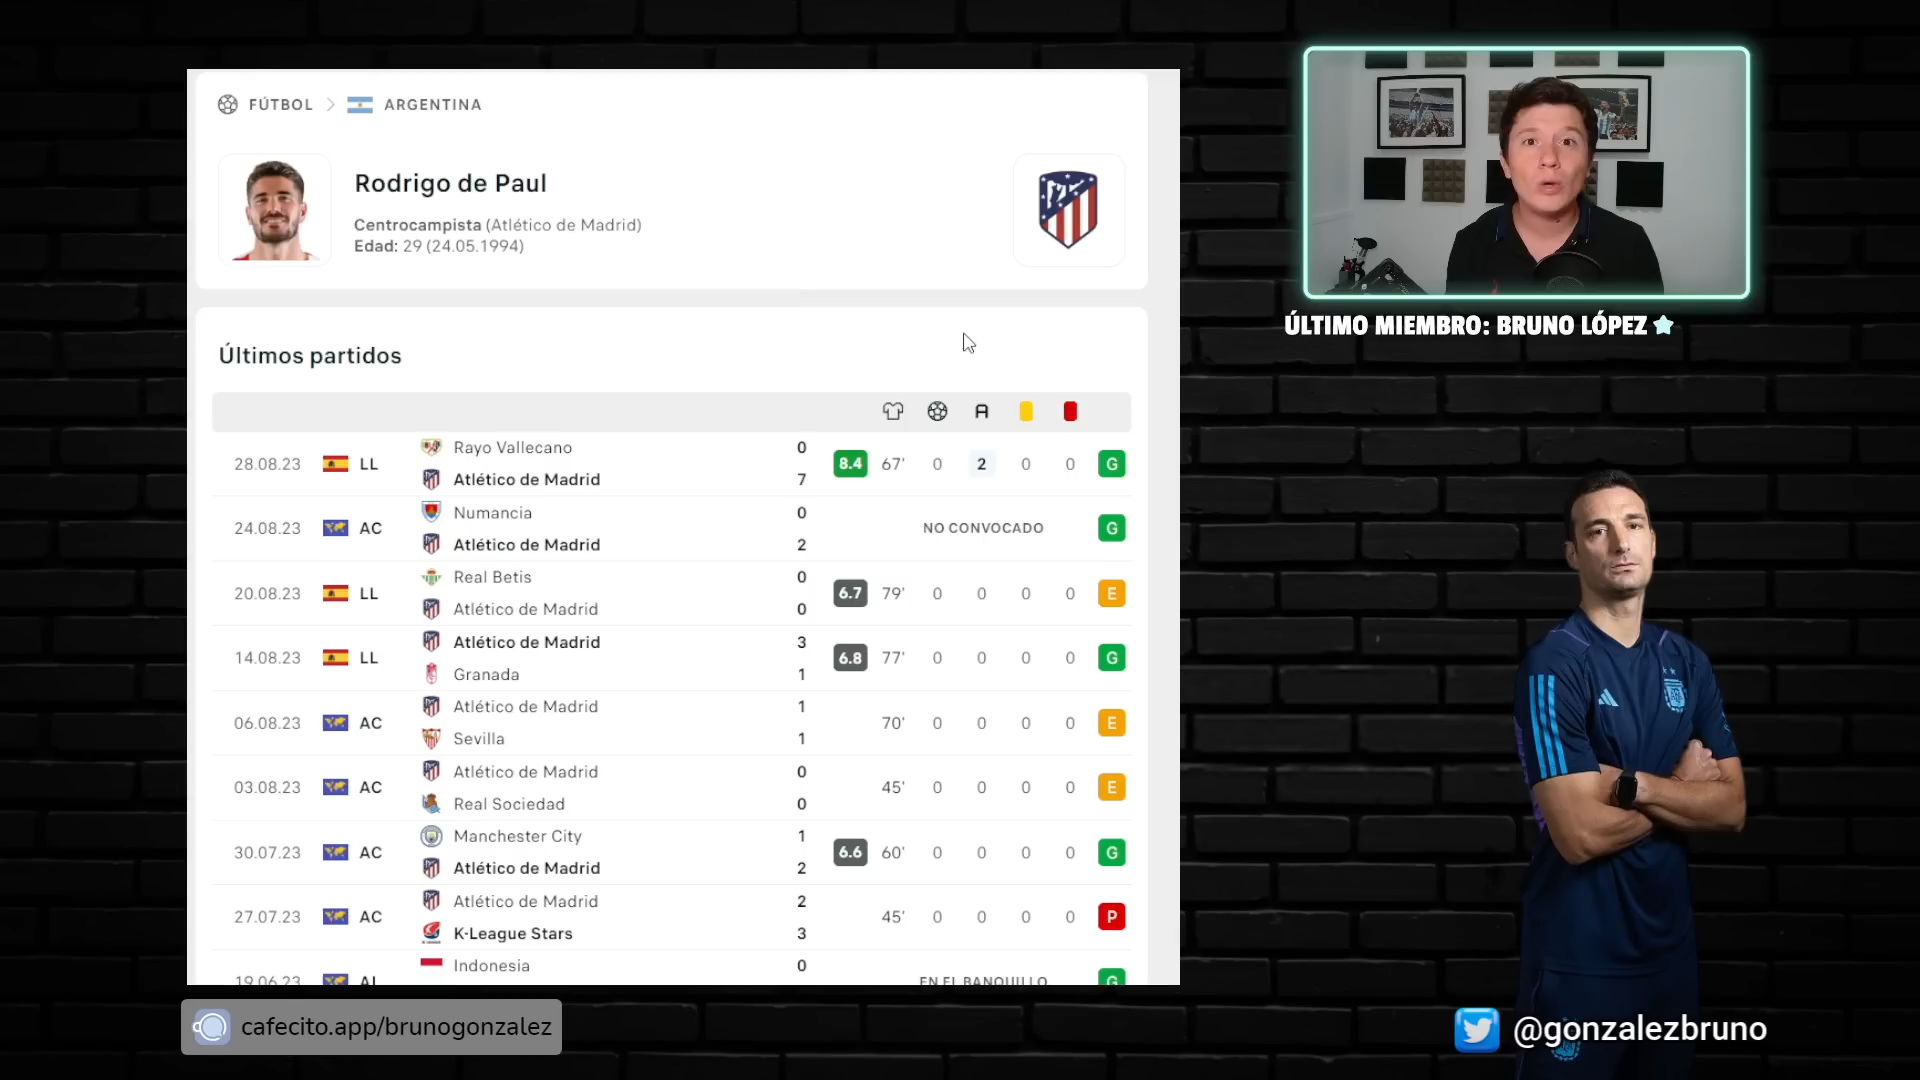 FÚTBOL > ARGENTINA
Rodrigo de Paul
Centrocampista (Atlético de Madrid)
Edad: 29 (24.05.1994)
Últimos partidos
A
28.08.23 LL Rayo Vallecano 0
Atlético de Madrid 7
8.4 67' 0 2 0 0 G
24.08.23 AC Numancia 0
Atlético de Madrid 2
NO CONVOCADO G
20.08.23 LL Real Betis 0
Atlético de Madrid 0
6.7 79' 0 0 0 0 E
14.08.23 LL Atlético de Madrid 3
Granada 1
6.8 77' 0 0 0 0 G
06.08.23 AC Atlético de Madrid 1
Sevilla 1
70' 0 0 0 0 E
03.08.23 AC Atlético de Madrid 0
Real Sociedad 0
45' 0 0 0 0 E
30.07.23 AC Manchester City 1
Atlético de Madrid 2
6.6 60' 0 0 0 0 G
27.07.23 AC Atlético de Madrid 2
K-League Stars 3
45' 0 0 0 0 P
19.06.23 AI Indonesia 0
EN EL BANQUILLO G
ÚLTIMO MIEMBRO: BRUNO LÓPEZ
cafecito.app/brunogonzalez
@gonzalezbruno